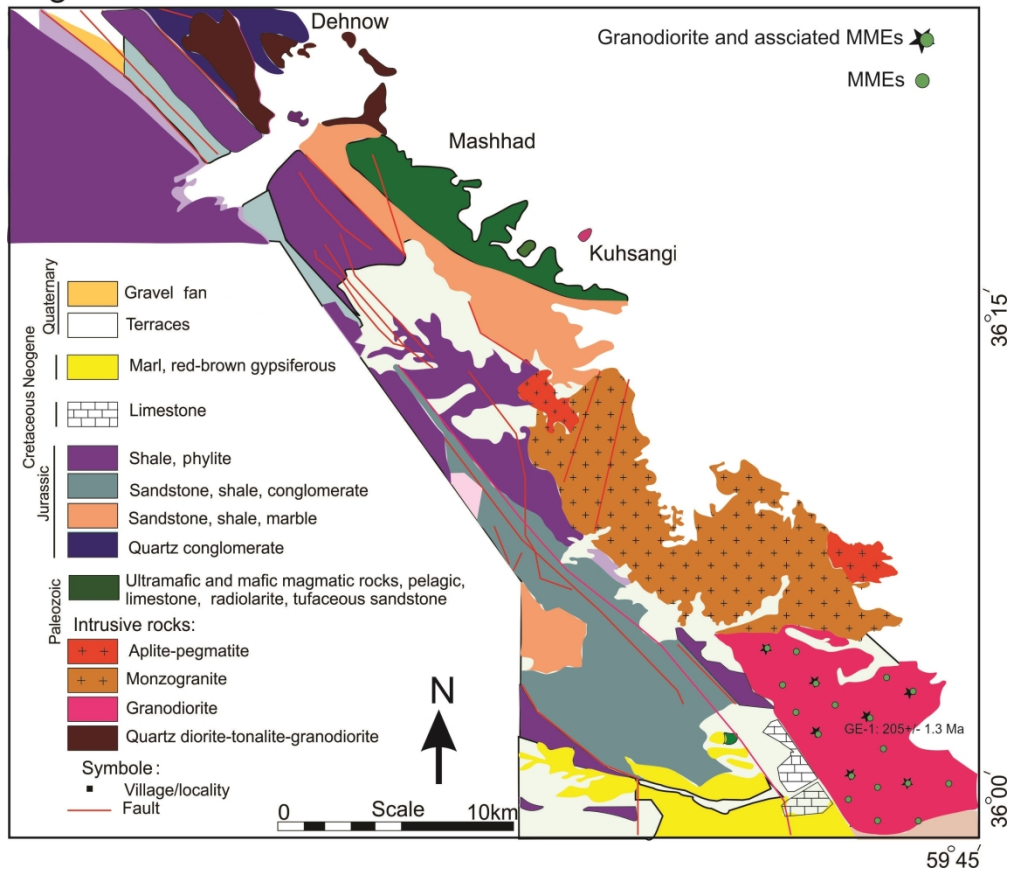 Dehnow
Granodiorite and assciated MMEs
MMEs
Mashhad
Kuhsangi
36°15'
Quaternary
Gravel fan
Terraces
Cretaceous Neogene
Marl, red-brown gypsiferous
Limestone
Jurassic
Shale, phylite
Sandstone, shale, conglomerate
Sandstone, shale, marble
Quartz conglomerate
Paleozoic
Ultramafic and mafic magmatic rocks, pelagic,
limestone, radiolarite, tufaceous sandstone
Intrusive rocks:
Aplite-pegmatite
Monzogranite
Granodiorite
Quartz diorite-tonalite-granodiorite
Symbole:
Village/locality
Fault
N
0 Scale 10km
GE-1: 205+/- 1.3 Ma
36°00'
59°45'